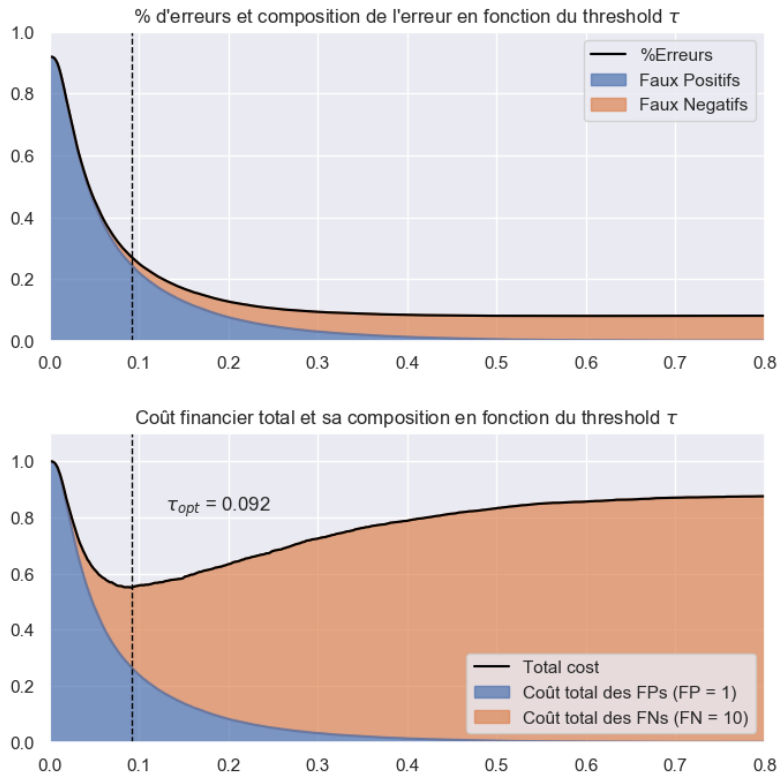 % d'erreurs et composition de l'erreur en fonction du threshold τ
1.0
0.8
0.6
0.4
0.2
0.0
%Erreurs
Faux Positifs
Faux Negatifs
0.0 0.1 0.2 0.3 0.4 0.5 0.6 0.7 0.8
Coût financier total et sa composition en fonction du threshold τ
1.0
0.8
0.6
0.4
0.2
0.0
τopt = 0.092
Total cost
Coût total des FPs (FP = 1)
Coût total des FNs (FN = 10)
0.0 0.1 0.2 0.3 0.4 0.5 0.6 0.7 0.8